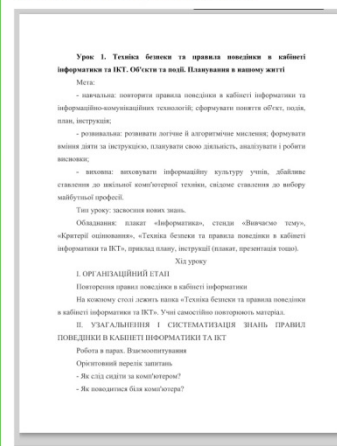 Урок 1. Техніка безпеки та правила поведінки в кабінеті
інформатики та ІКТ. Об'єкти та події. Планування в нашому житті
Мета:
- навчальна: повторити правила поведінки в кабінеті інформатики та
інформаційно-комунікаційних технологій; сформувати поняття об'єкт, подія,
план, інструкція;
- розвивальна: розвивати логічне й алгоритмічне мислення; формувати
вміння діяти за інструкцією, планувати свою діяльність, аналізувати і робити
висновки;
- виховна: виховувати інформаційну культуру учнів, дбайливе
ставлення до шкільної комп'ютерної техніки, свідоме ставлення до вибору
майбутньої професії.
Тип уроку: засвоєння нових знань.
Обладнання: плакат «Інформатика», стенди «Вивчаємо тему»,
«Критерії оцінювання», «Техніка безпеки та правила поведінки в кабінеті
інформатики та ІКТ», приклад плану, інструкції (плакат, презентація тощо).
Хід уроку
І. ОРГАНІЗАЦІЙНИЙ ЕТАП
Повторення правил поведінки в кабінеті інформатики
На кожному столі лежить папка «Техніка безпеки та правила поведінки
в кабінеті інформатики та ІКТ». Учні самостійно повторюють матеріал.
ІІ. УЗАГАЛЬНЕННЯ І СИСТЕМАТИЗАЦІЯ ЗНАНЬ ПРАВИЛ
ПОВЕДІНКИ В КАБІНЕТІ ІНФОРМАТИКИ ТА ІКТ
Робота в парах. Взаємоопитування
Орієнтовний перелік запитань
- Як слід сидіти за комп'ютером?
- Як поводитися біля комп'ютера?